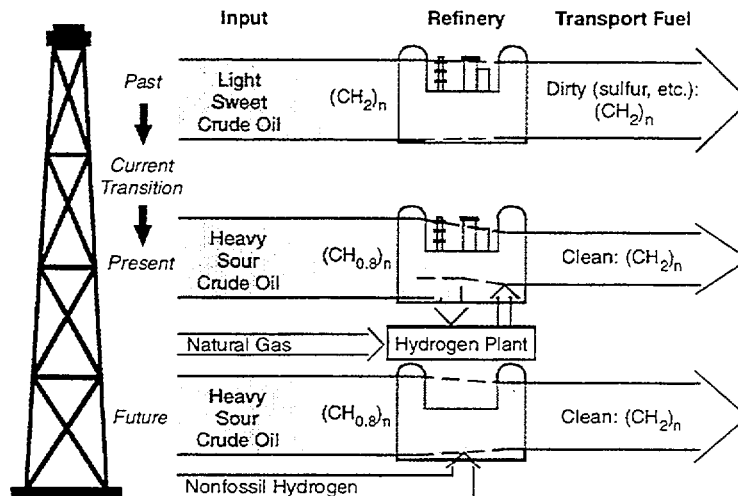 Input Refinery Transport Fuel
Past
Light
Sweet
Crude Oil
(CH2)n
Dirty (sulfur, etc.):
(CH2)n
Current
Transition
Present
Heavy
Sour
Crude Oil
(CH0.8)n
Clean: (CH2)n
Natural Gas
Hydrogen Plant
Future
Heavy
Sour
Crude Oil
(CH0.8)n
Clean: (CH2)n
Nonfossil Hydrogen